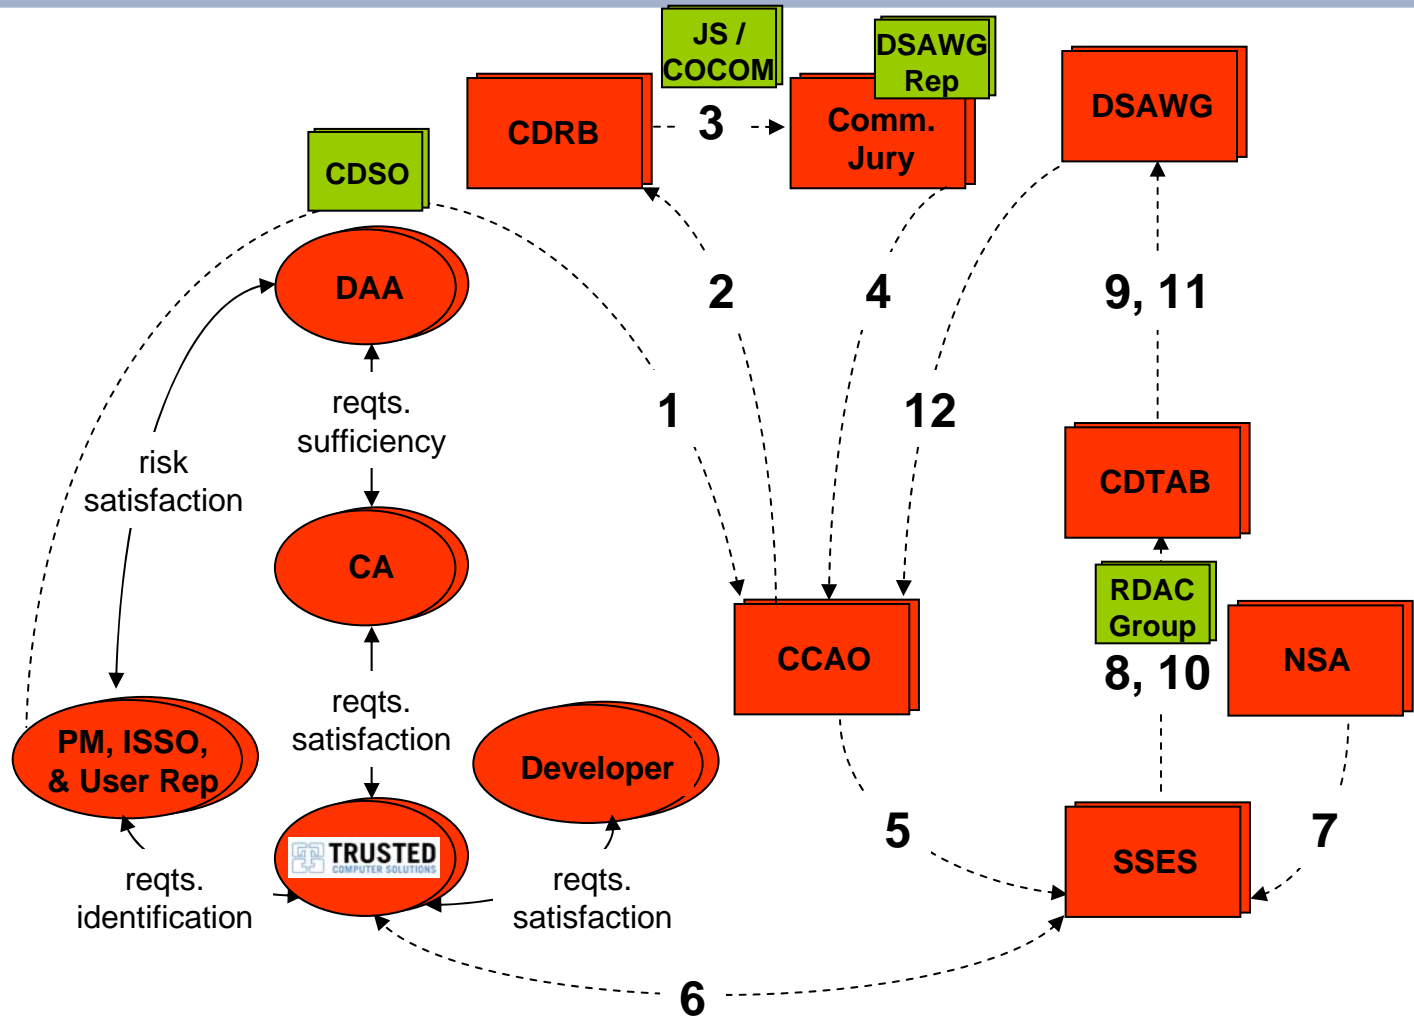 JS /
COCOM
DSAWG
Rep
CDRB
3
Comm.
Jury
DSAWG
CDSO
DAA
2
4
9, 11
reqts.
sufficiency
1
12
risk
satisfaction
CDTAB
CA
RDAC
Group
8, 10
CCAO
NSA
reqts.
satisfaction
PM, ISSO,
& User Rep
Developer
TRUSTED
COMPUTER SOLUTIONS
5
7
SSES
reqts.
identification
reqts.
satisfaction
6